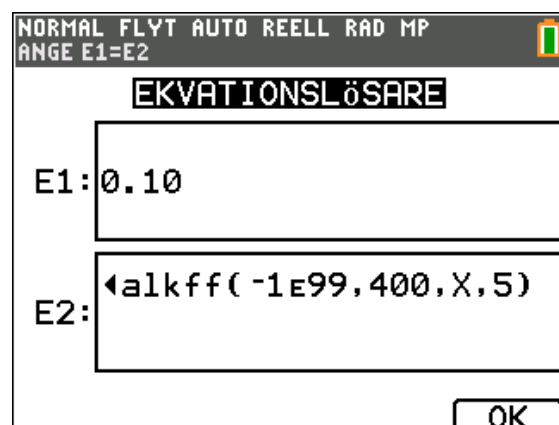 NORMAL FLYT AUTO REELL RAD MP
ANGE E1=E2
EKVATIONSLÖSARE
E1: 0.10
E2: ◄alkff(⁻1ᴇ99,400,X,5)
OK